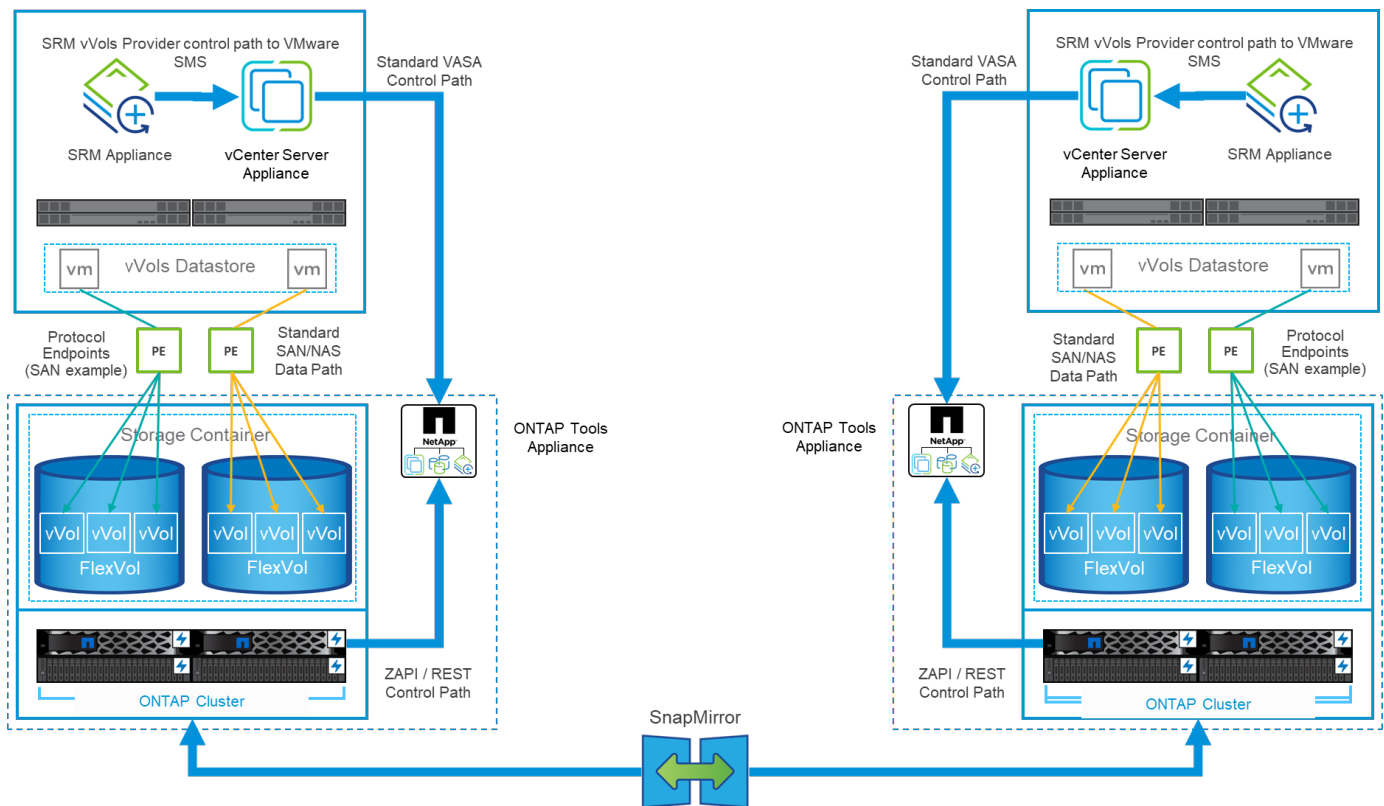 SRM vVols Provider control path to VMware
SMS
Standard VASA
Control Path
SRM Appliance
vCenter Server
Appliance
vm
vVols Datastore
vm
Protocol
Endpoints
(SAN example)
PE
PE
Standard
SAN/NAS
Data Path
Storage Container
vVol
vVol
vVol
FlexVol
vVol
vVol
vVol
FlexVol
NetApp
ONTAP Tools
Appliance
ZAPI / REST
Control Path
ONTAP Cluster
SnapMirror
Standard VASA
Control Path
SRM vVols Provider control path to VMware
SMS
vCenter Server
Appliance
SRM Appliance
vm
vVols Datastore
vm
Standard
SAN/NAS
Data Path
PE
PE
Protocol
Endpoints
(SAN example)
ONTAP Tools
Appliance
NetApp
Storage Container
vVol
vVol
vVol
FlexVol
vVol
vVol
vVol
FlexVol
ZAPI / REST
Control Path
ONTAP Cluster